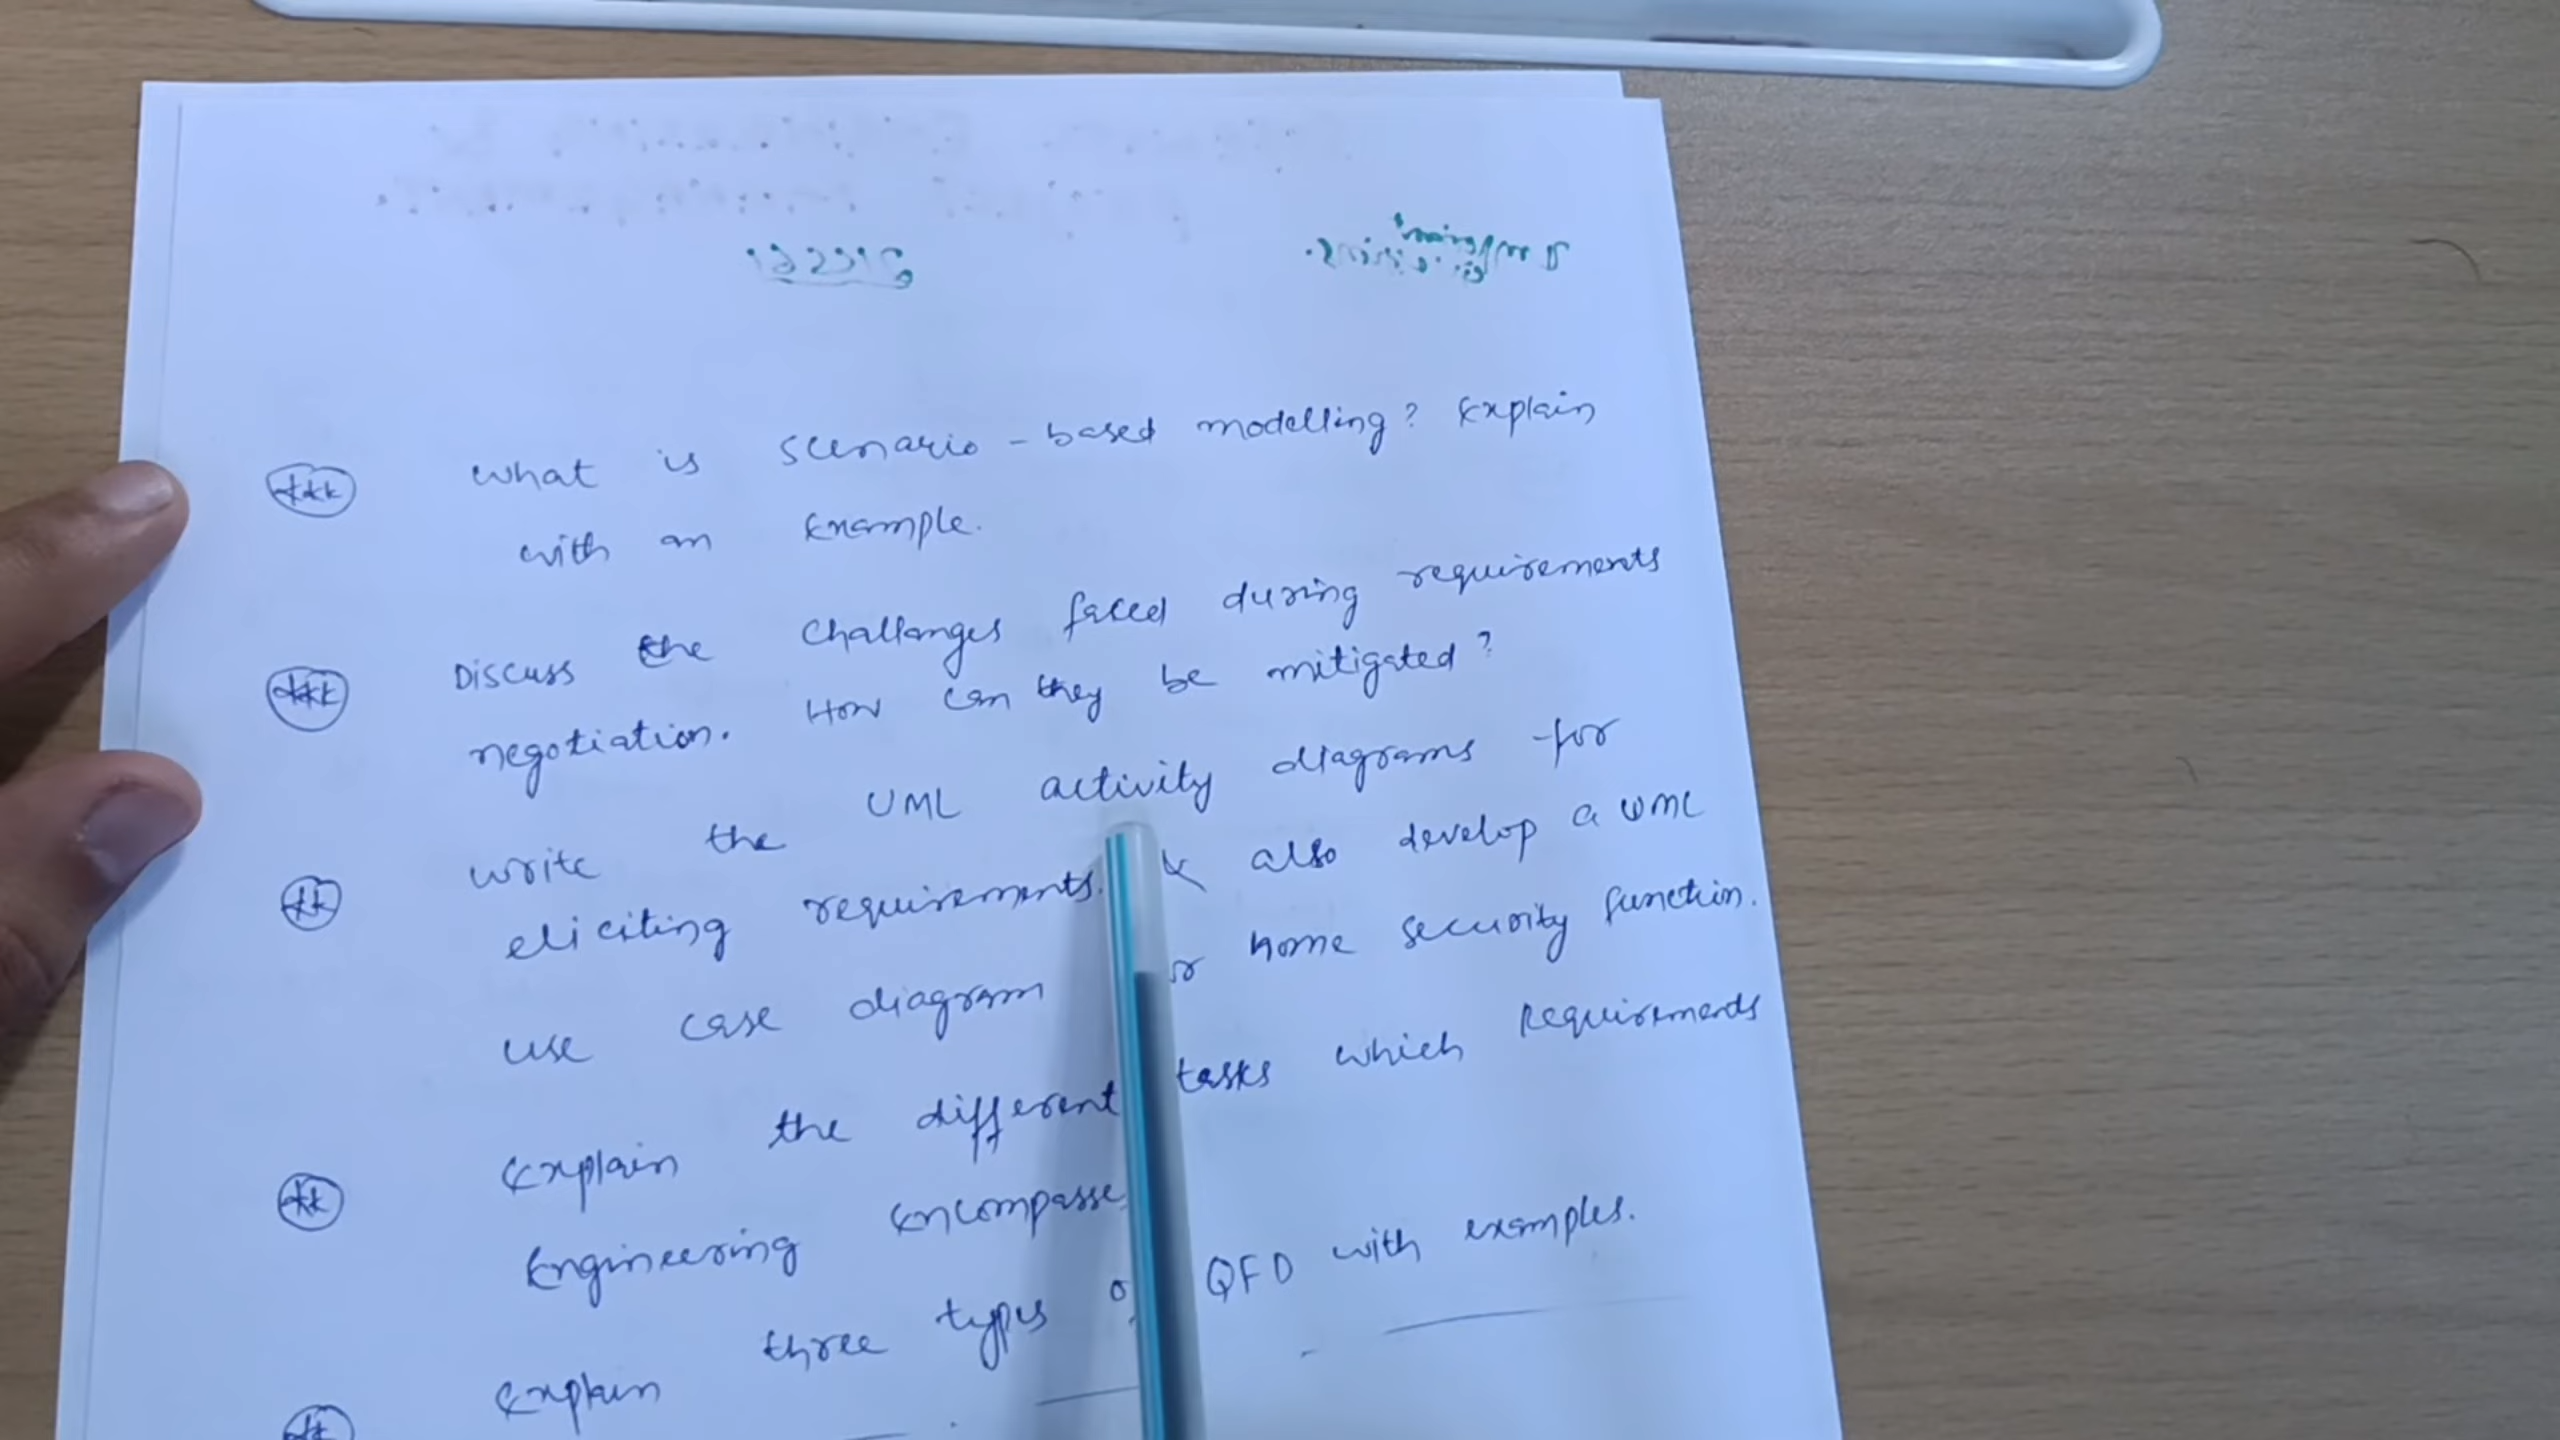 *** What is scenario-based modelling? Explain
with an Example.
*** Discuss the challanges faced during requirements
negotiation. How can they be mitigated?
** write the UML activity diagrams for
eliciting requirements. & also develop a UML
use case diagram home security function.
** Explain the different tasks which Requirements
Engineering
** Explain three types QFD with examples.